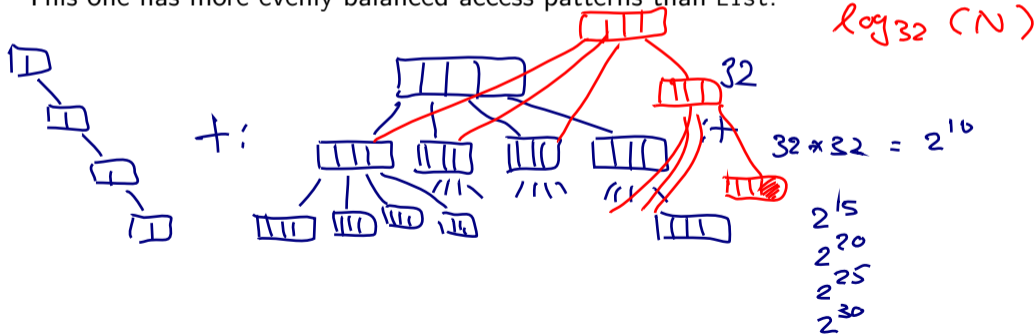 This one has more evenly balanced access patterns than List.
log32 (N)
32
+:
:+
32 * 32 = 2^10
2^15
2^20
2^25
2^30